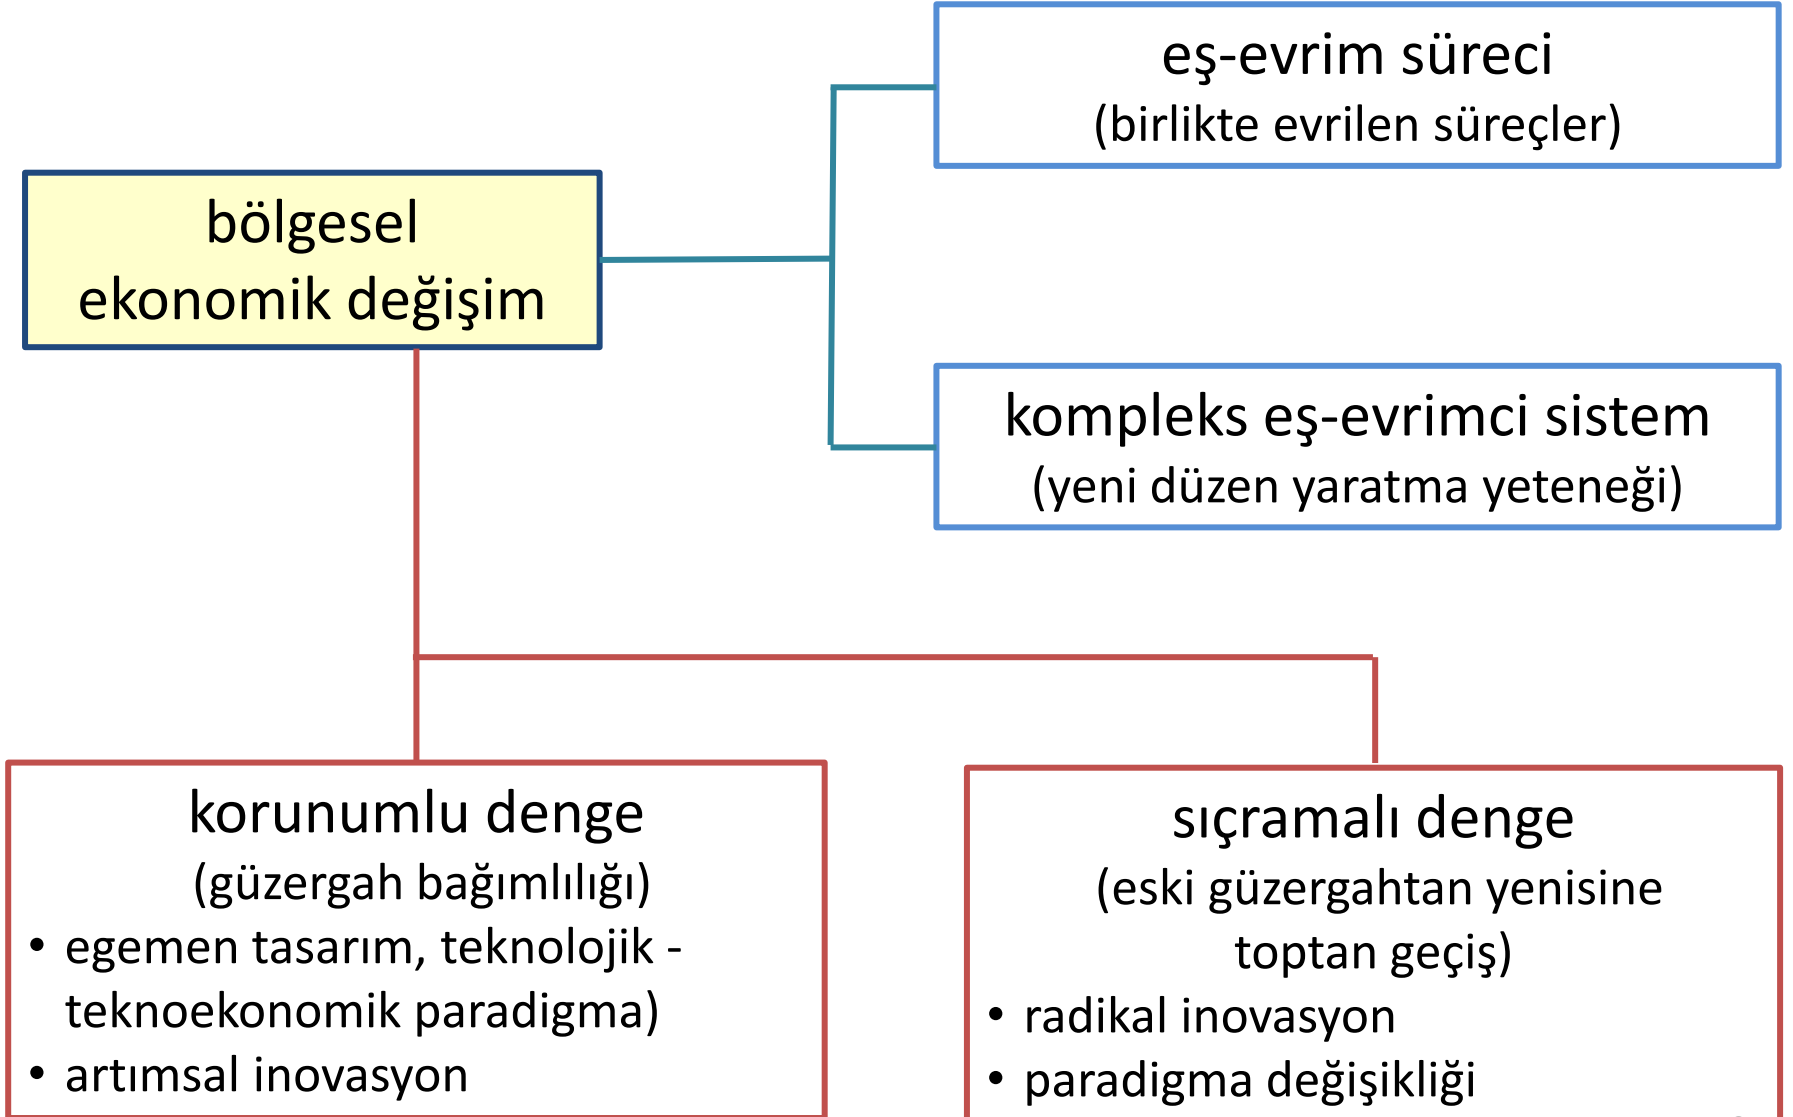 eş-evrim süreci
(birlikte evrilen süreçler)
bölgesel
ekonomik değişim
kompleks eş-evrimci sistem
(yeni düzen yaratma yeteneği)
korunumlu denge
(güzergah bağımlılığı)
• egemen tasarım, teknolojik -
teknoekonomik paradigma)
• artımsal inovasyon
sıçramalı denge
(eski güzergahtan yenisine
toptan geçiş)
• radikal inovasyon
• paradigma değişikliği